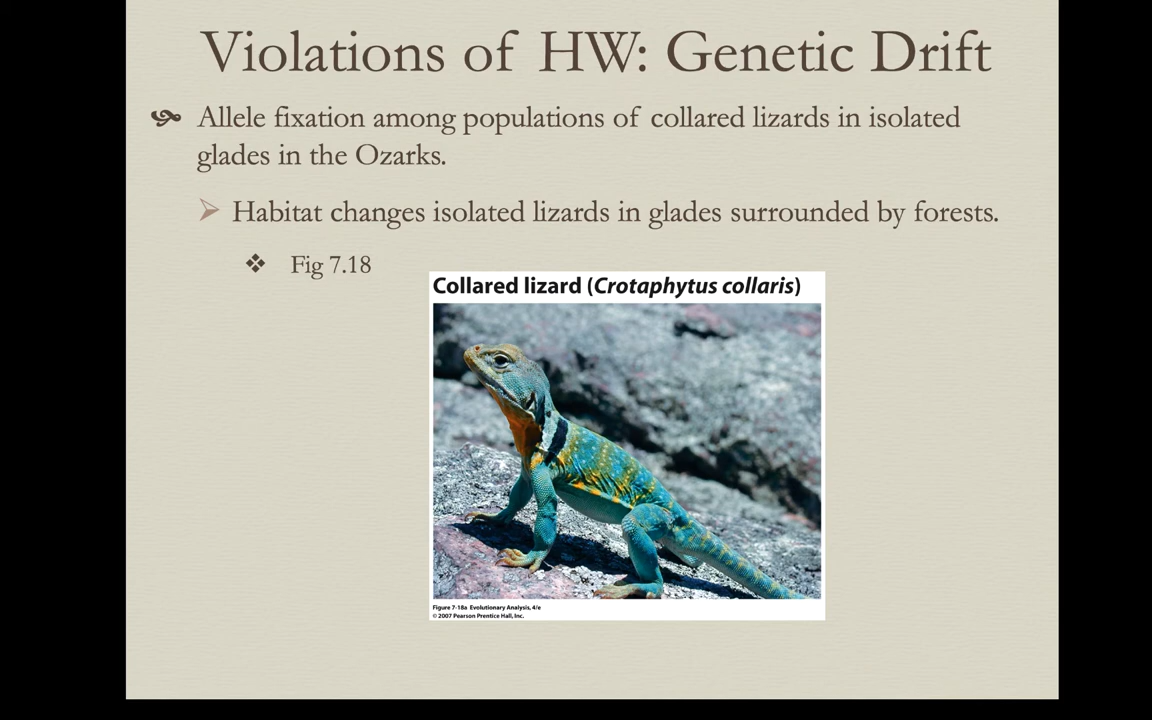 Violations of HW: Genetic Drift
Allele fixation among populations of collared lizards in isolated
glades in the Ozarks.
Habitat changes isolated lizards in glades surrounded by forests.
Fig 7.18
Collared lizard (Crotaphytus collaris)
Figure 7-18a Evolutionary Analysis, 4/e
© 2007 Pearson Prentice Hall, Inc.